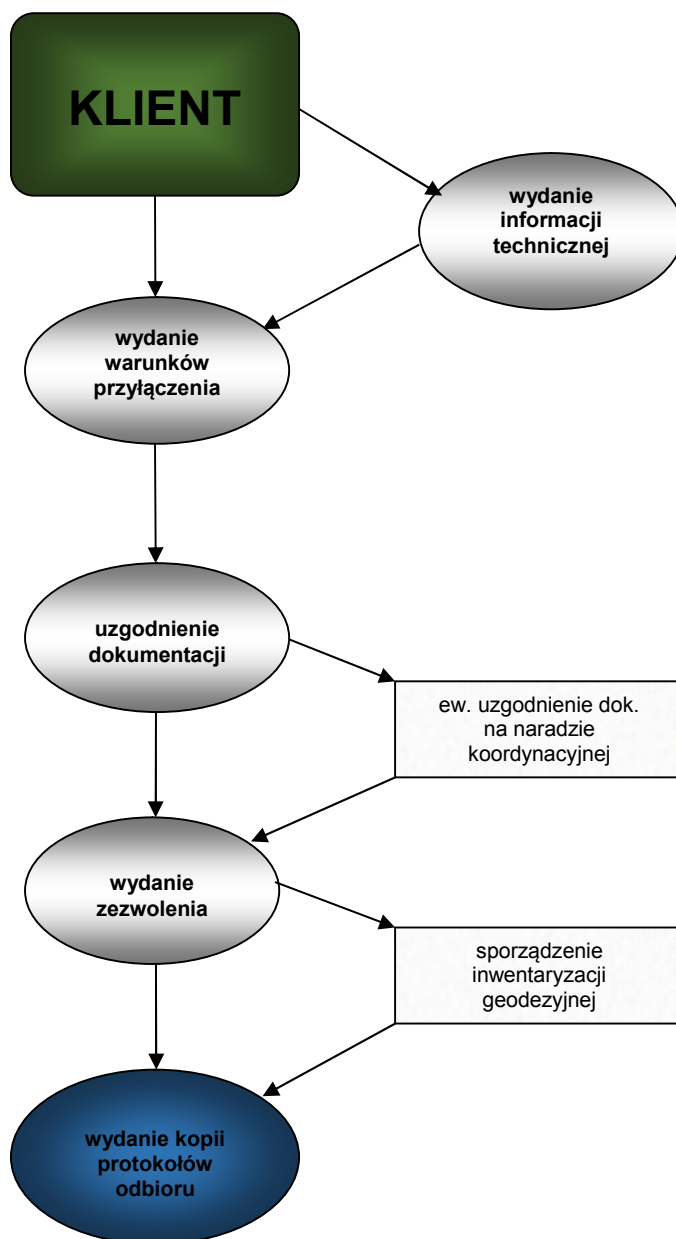 KLIENT
wydanie
informacji
technicznej
wydanie
warunków
przyłączenia
uzgodnienie
dokumentacji
ew. uzgodnienie dok.
na naradzie
koordynacyjnej
wydanie
zezwolenia
sporządzenie
inwentaryzacji
geodezyjnej
wydanie kopii
protokołów
odbioru